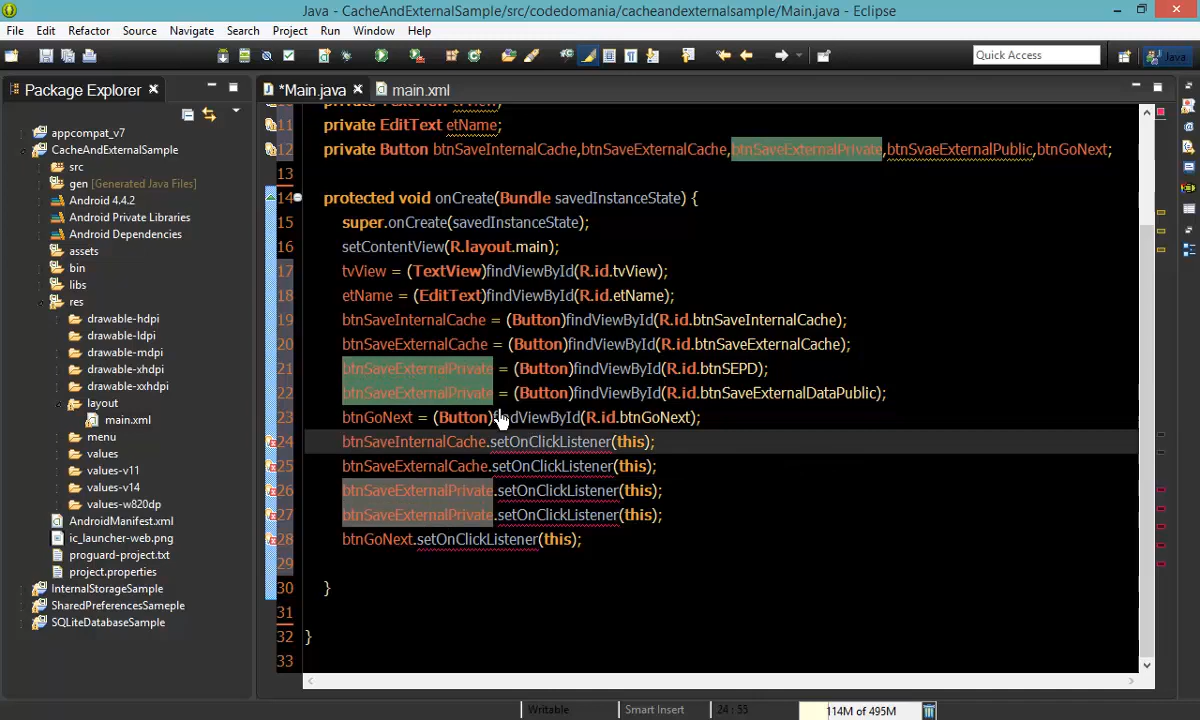 Java - CacheAndExternalSample/src/codedomania/cacheandexternalsample/Main.java - Eclipse
File Edit Refactor Source Navigate Search Project Run Window Help
Quick Access
Java
Package Explorer
*Main.java
main.xml
appcompat_v7
CacheAndExternalSample
src
gen [Generated Java Files]
Android 4.4.2
Android Private Libraries
Android Dependencies
assets
bin
libs
res
drawable-hdpi
drawable-ldpi
drawable-mdpi
drawable-xhdpi
drawable-xxhdpi
layout
main.xml
menu
values
values-v11
values-v14
values-w820dp
AndroidManifest.xml
ic_launcher-web.png
proguard-project.txt
project.properties
InternalStorageSample
SharedPreferencesSameple
SQLiteDatabaseSample
10 private TextView tvView;
11 private EditText etName;
12 private Button btnSaveInternalCache,btnSaveExternalCache,btnSaveExternalPrivate,btnSvaeExternalPublic,btnGoNext;
13
14 protected void onCreate(Bundle savedInstanceState) {
15 super.onCreate(savedInstanceState);
16 setContentView(R.layout.main);
17 tvView = (TextView)findViewById(R.id.tvView);
18 etName = (EditText)findViewById(R.id.etName);
19 btnSaveInternalCache = (Button)findViewById(R.id.btnSaveInternalCache);
20 btnSaveExternalCache = (Button)findViewById(R.id.btnSaveExternalCache);
21 btnSaveExternalPrivate = (Button)findViewById(R.id.btnSEPD);
22 btnSaveExternalPrivate = (Button)findViewById(R.id.btnSaveExternalDataPublic);
23 btnGoNext = (Button)findViewById(R.id.btnGoNext);
24 btnSaveInternalCache.setOnClickListener(this);
25 btnSaveExternalCache.setOnClickListener(this);
26 btnSaveExternalPrivate.setOnClickListener(this);
27 btnSaveExternalPrivate.setOnClickListener(this);
28 btnGoNext.setOnClickListener(this);
29
30 }
31
32 }
33
Writable Smart Insert 24 : 55 114M of 495M